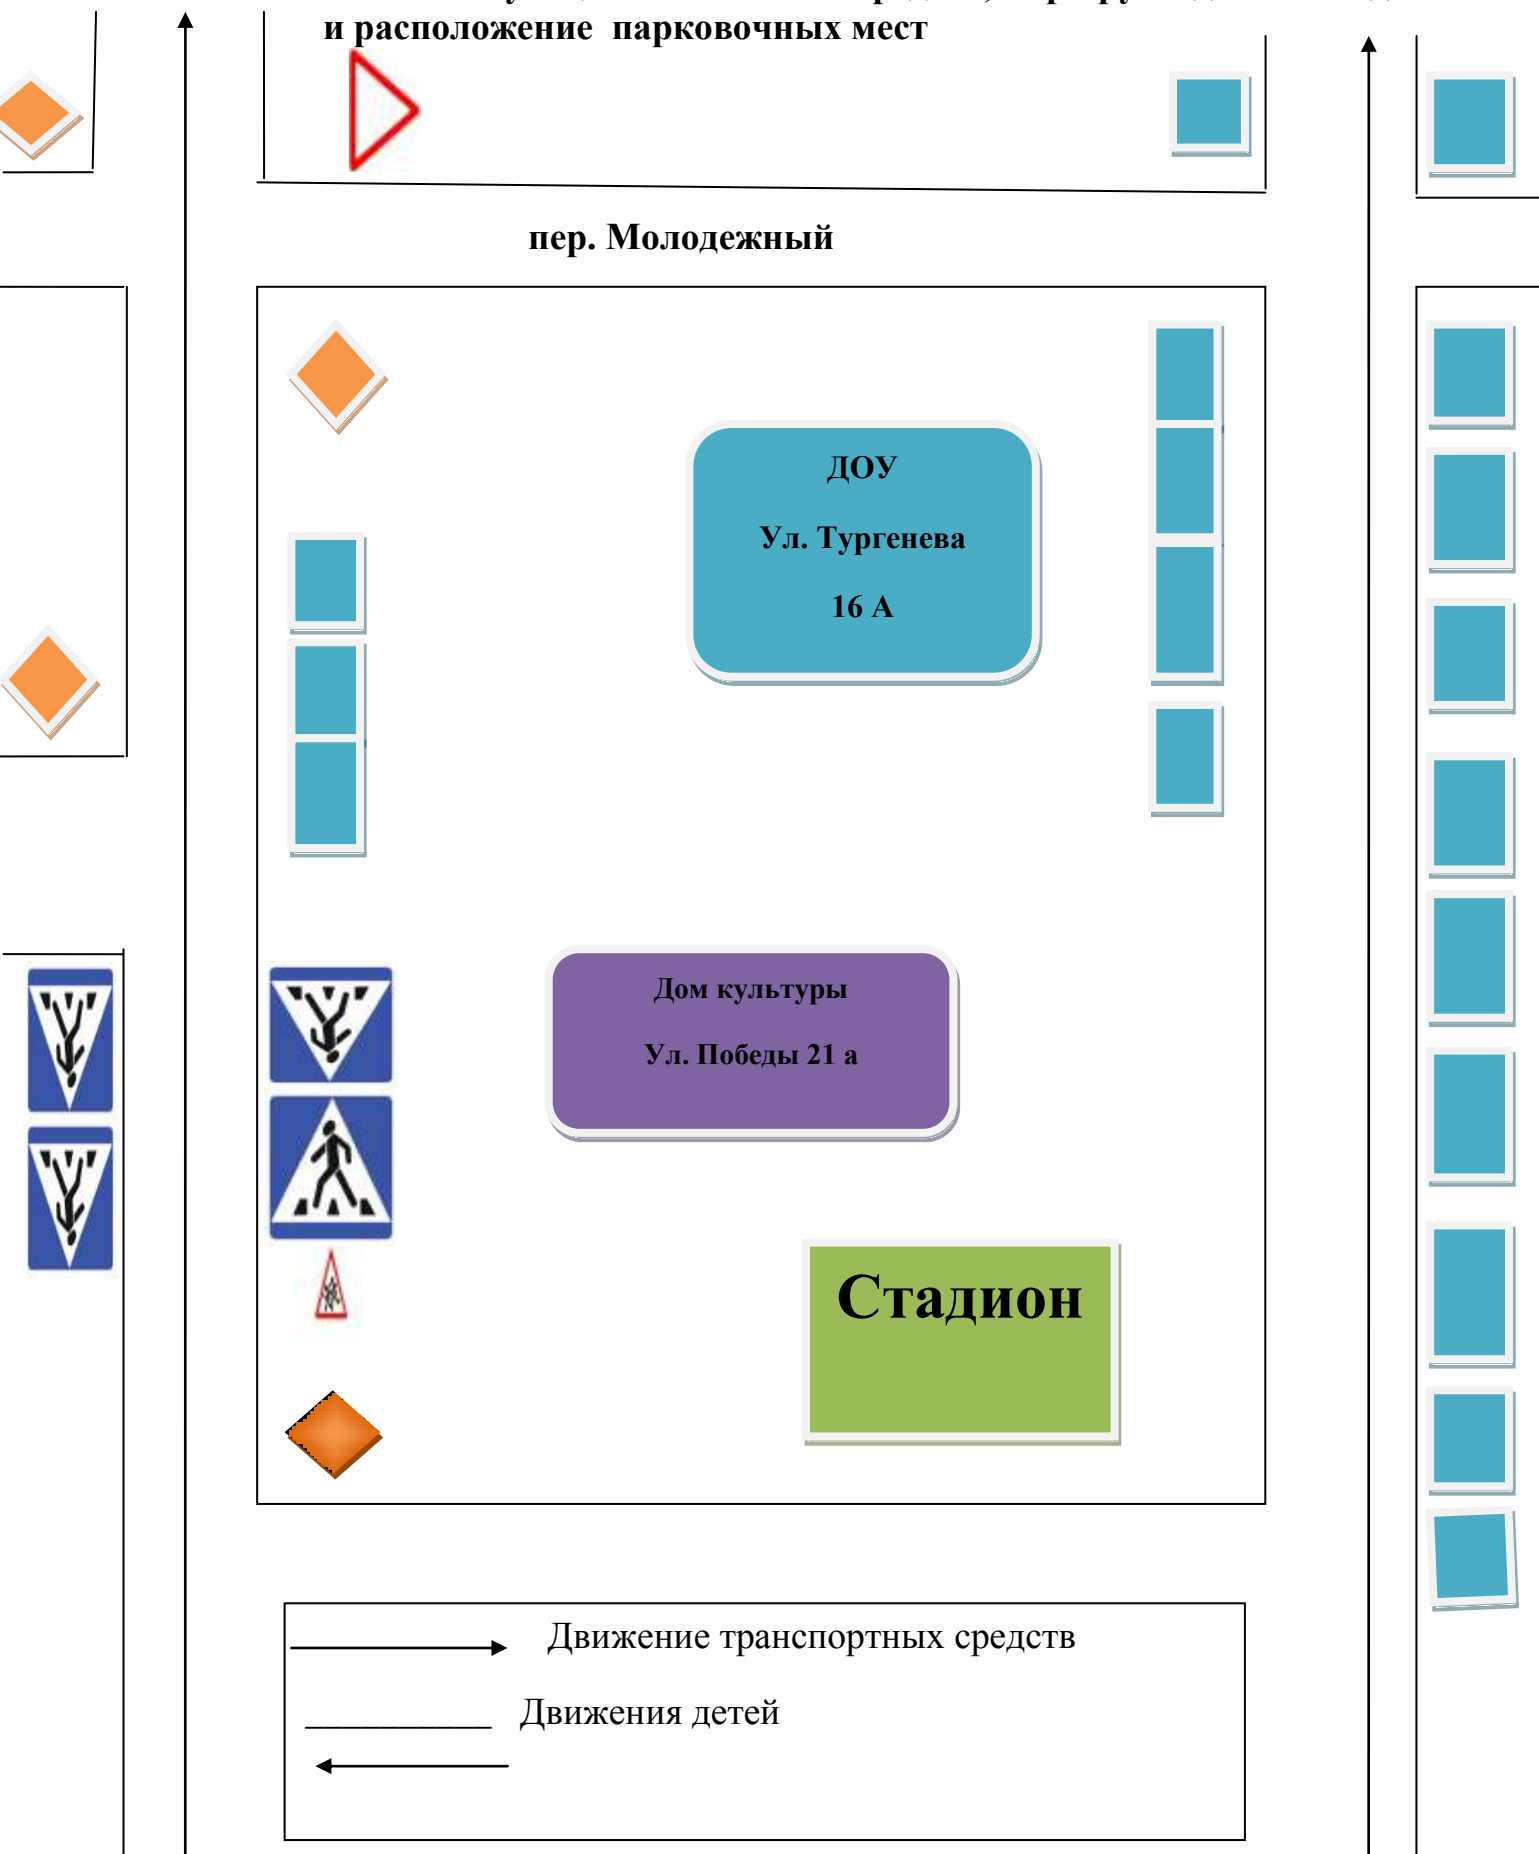 и расположение парковочных мест
пер. Молодежный
ДОУ
Ул. Тургенева
16 А
Дом культуры
Ул. Победы 21 а
Стадион
Движение транспортных средств
___________ Движения детей